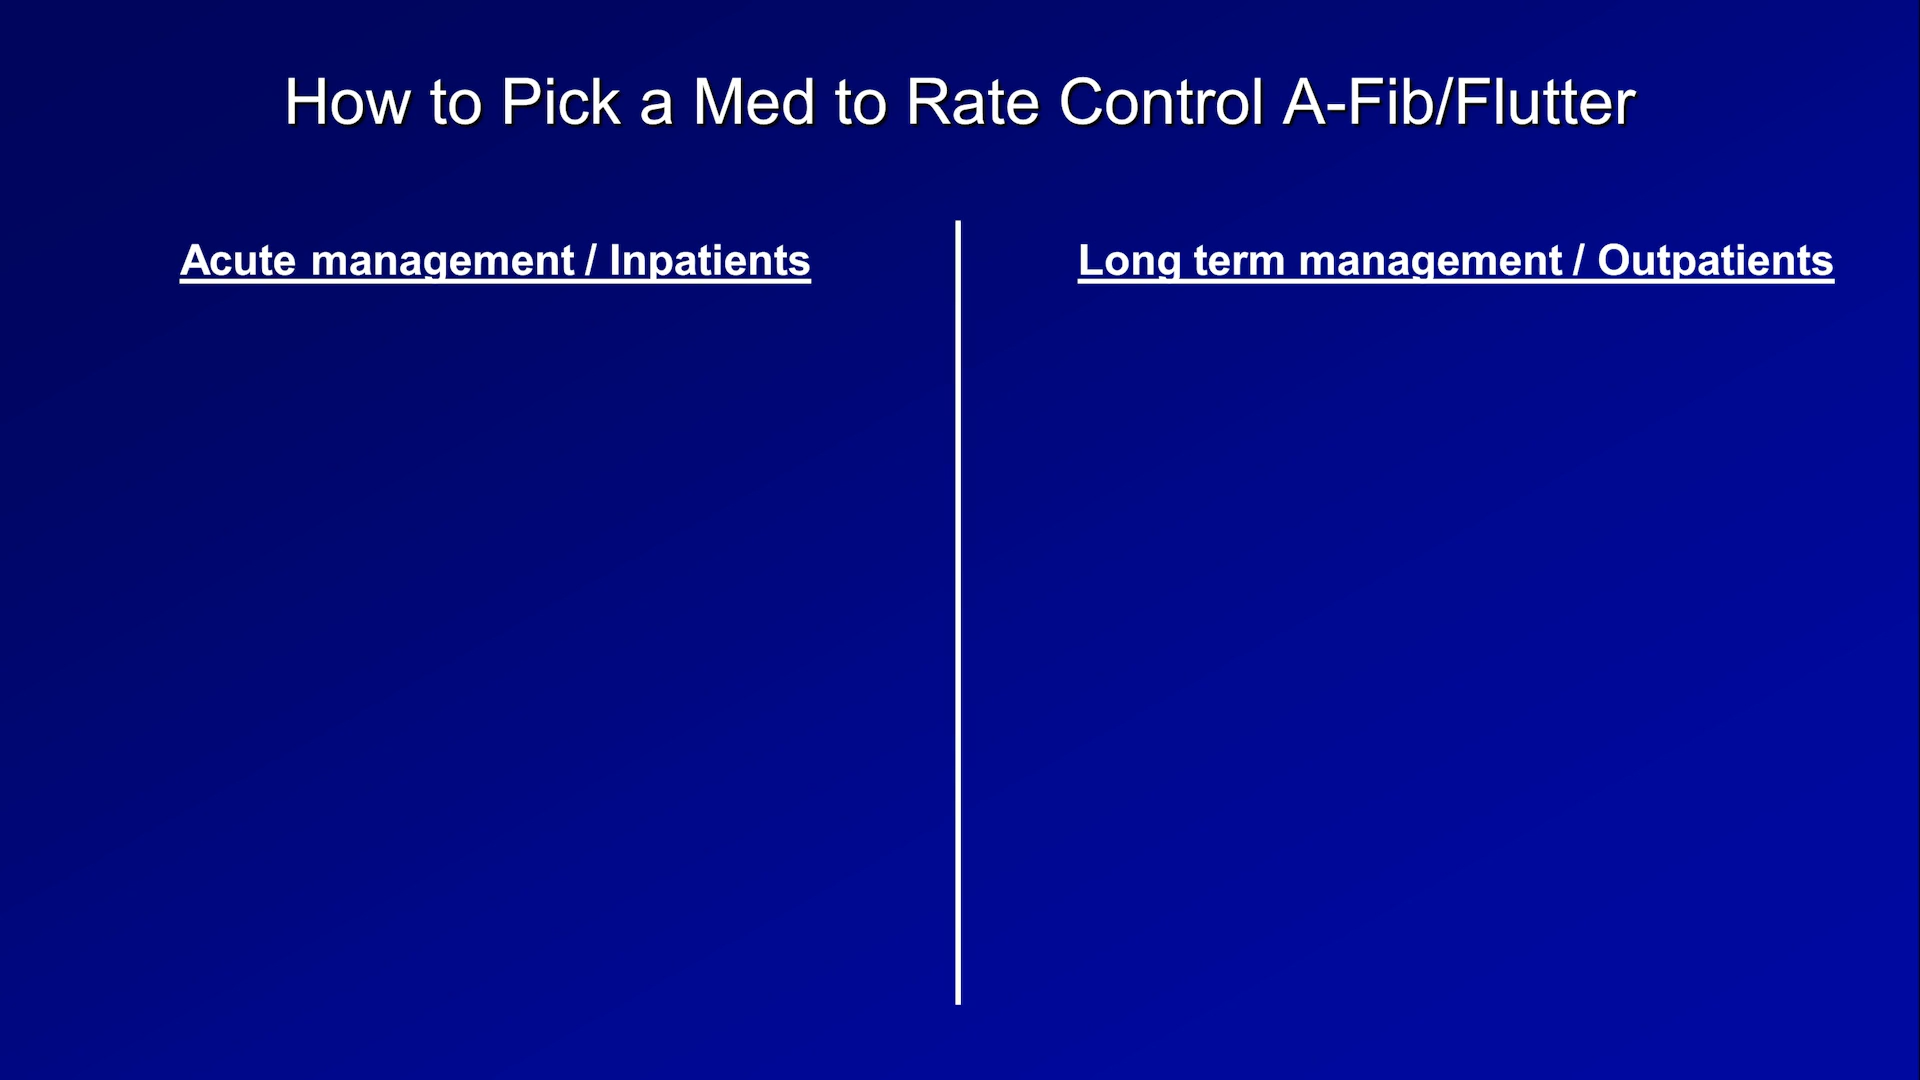 How to Pick a Med to Rate Control A-Fib/Flutter
Acute management / Inpatients
Long term management / Outpatients